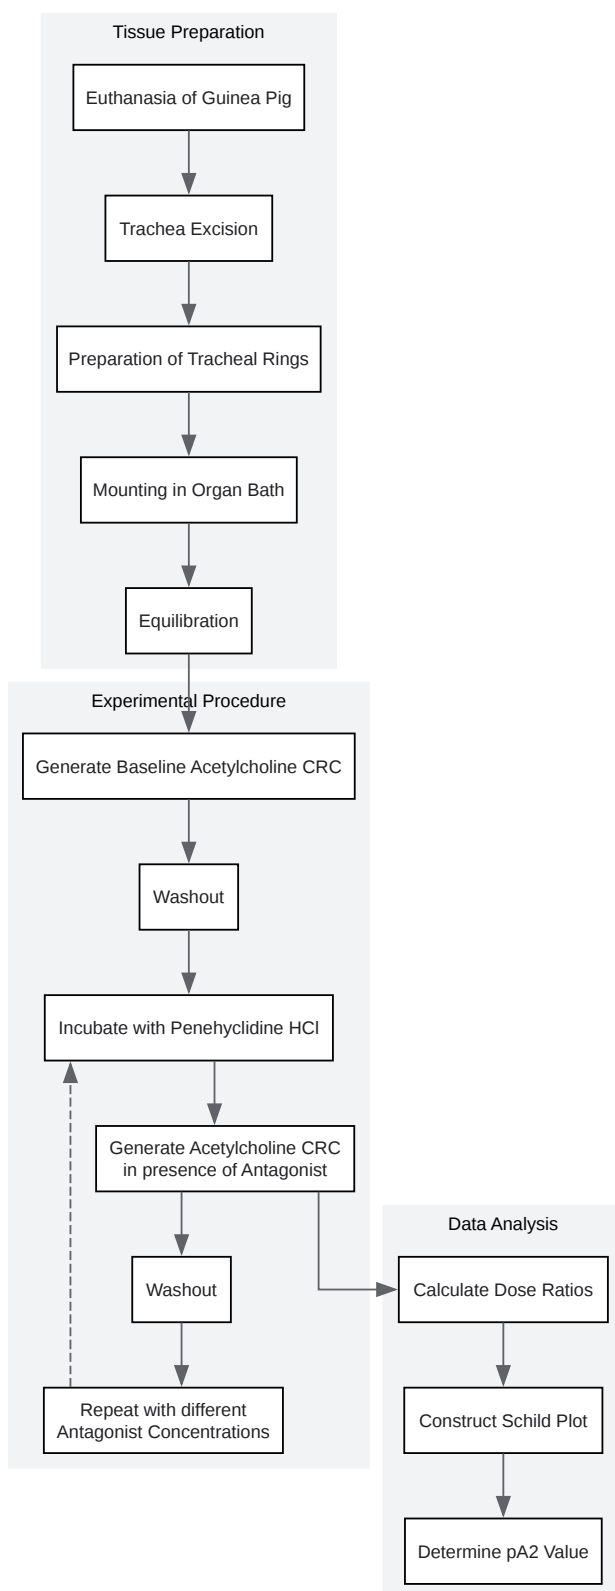 Tissue Preparation
Euthanasia of Guinea Pig
Trachea Excision
Preparation of Tracheal Rings
Mounting in Organ Bath
Equilibration
Experimental Procedure
Generate Baseline Acetylcholine CRC
Washout
Incubate with Penehyclidine HCl
Generate Acetylcholine CRC
in presence of Antagonist
Washout
Repeat with different
Antagonist Concentrations
Data Analysis
Calculate Dose Ratios
Construct Schild Plot
Determine pA2 Value